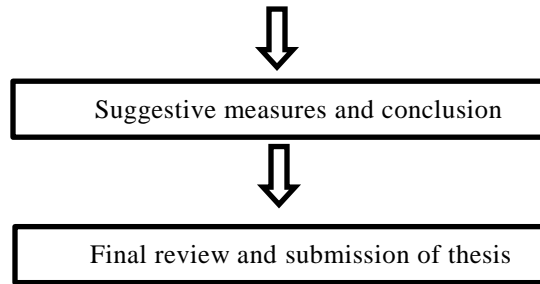 Suggestive measures and conclusion
Final review and submission of thesis